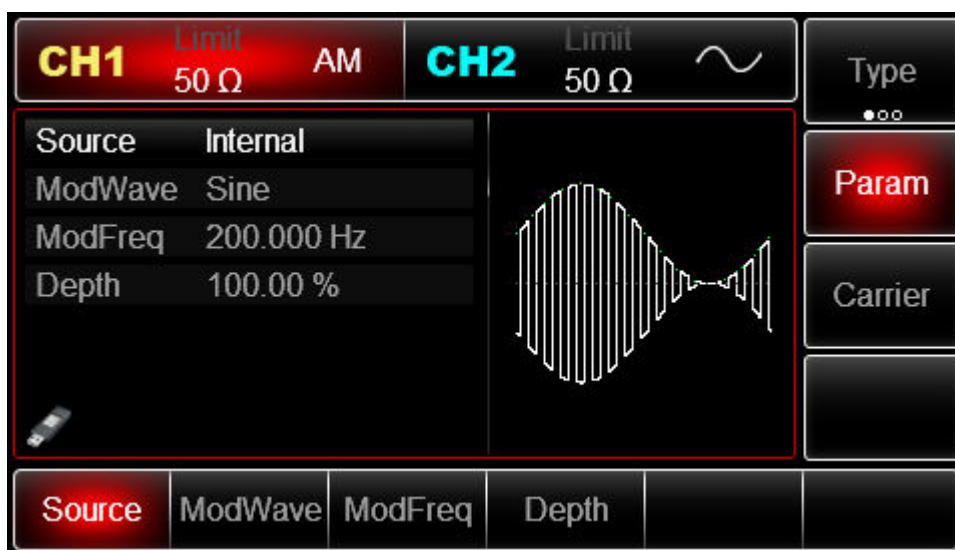 CH1 Limit 50 Ω AM
CH2 Limit 50 Ω
Type
Source Internal
ModWave Sine
ModFreq 200.000 Hz
Depth 100.00 %
Param
Carrier
Source ModWave ModFreq Depth